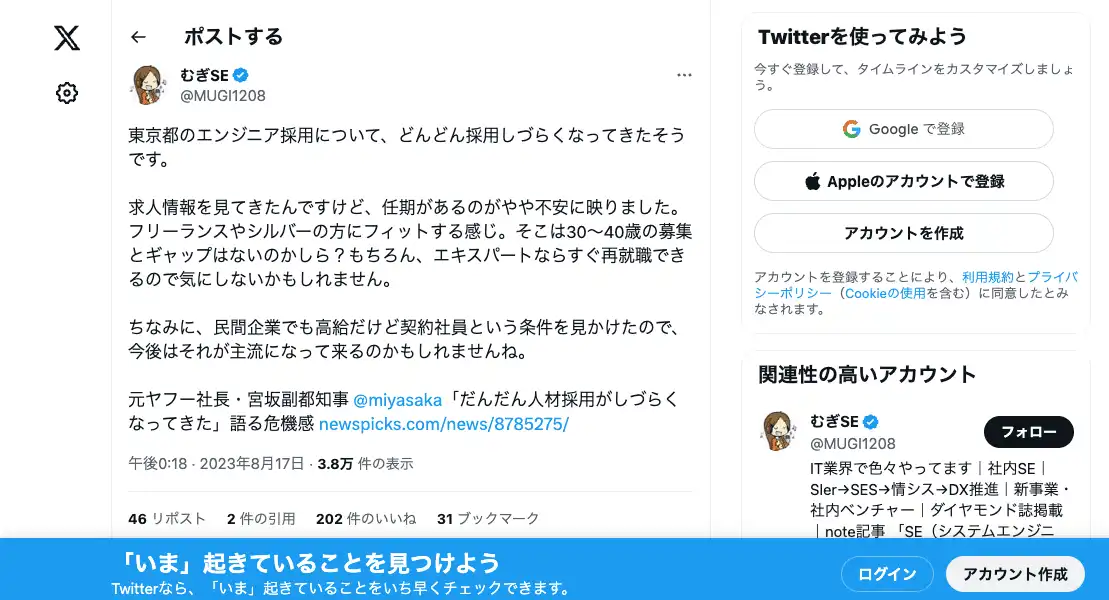 ポストする
むぎSE
@MUGI1208
東京都のエンジニア採用について、どんどん採用しづらくなってきたそう
です。
求人情報を見てきたんですけど、任期があるのがやや不安に映りました。
フリーランスやシルバーの方にフィットする感じ。そこは30〜40歳の募集
とギャップはないのかしら？もちろん、エキスパートならすぐ再就職でき
るので気にしないかもしれません。
ちなみに、民間企業でも高給だけど契約社員という条件を見かけたので、
今後はそれが主流になって来るのかもしれませんね。
元ヤフー社長・宮坂副都知事 @miyasaka「だんだん人材採用がしづらく
なってきた」語る危機感 newspicks.com/news/8785275/
午後0:18 · 2023年8月17日 · 3.8万 件の表示
46 リポスト 2 件の引用 202 件のいいね 31 ブックマーク
Twitterを使ってみよう
今すぐ登録して、タイムラインをカスタマイズしましょ
う。
Google で登録
Appleのアカウントで登録
アカウントを作成
アカウントを登録することにより、利用規約とプライバ
シーポリシー（Cookieの使用を含む）に同意したとみ
なされます。
関連性の高いアカウント
むぎSE
@MUGI1208
フォロー
IT業界で色々やってます｜社内SE｜
SIer→SES→情シス→DX推進｜新事業・
社内ベンチャー｜ダイヤモンド誌掲載
｜note記事 「SE（システムエンジニ
「いま」起きていることを見つけよう
Twitterなら、「いま」起きていることをいち早くチェックできます。
ログイン
アカウント作成